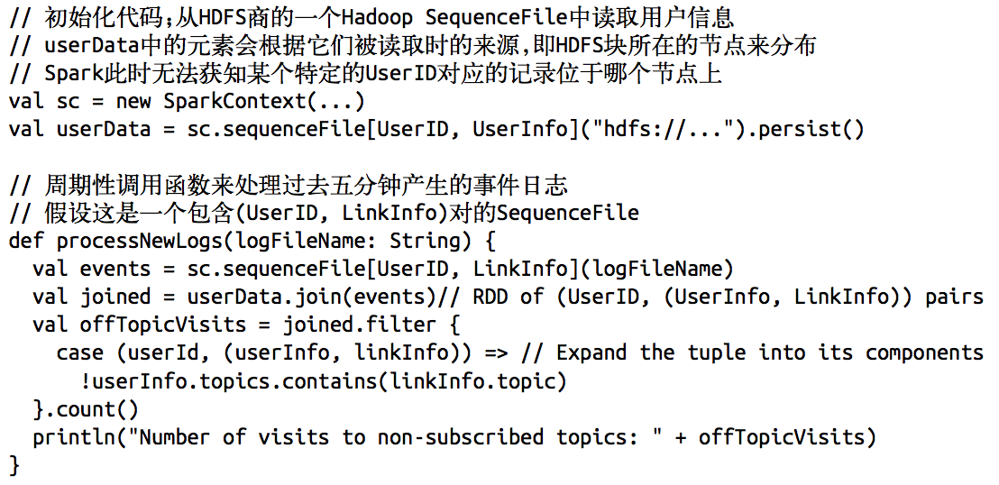 // 初始化代码;从HDFS商的一个Hadoop SequenceFile中读取用户信息
// userData中的元素会根据它们被读取时的来源,即HDFS块所在的节点来分布
// Spark此时无法获知某个特定的UserID对应的记录位于哪个节点上
val sc = new SparkContext(...)
val userData = sc.sequenceFile[UserID, UserInfo]("hdfs://...").persist()

// 周期性调用函数来处理过去五分钟产生的事件日志
// 假设这是一个包含(UserID, LinkInfo)对的SequenceFile
def processNewLogs(logFileName: String) {
  val events = sc.sequenceFile[UserID, LinkInfo](logFileName)
  val joined = userData.join(events)// RDD of (UserID, (UserInfo, LinkInfo)) pairs
  val offTopicVisits = joined.filter {
    case (userId, (userInfo, linkInfo)) => // Expand the tuple into its components
      !userInfo.topics.contains(linkInfo.topic)
  }.count()
  println("Number of visits to non-subscribed topics: " + offTopicVisits)
}